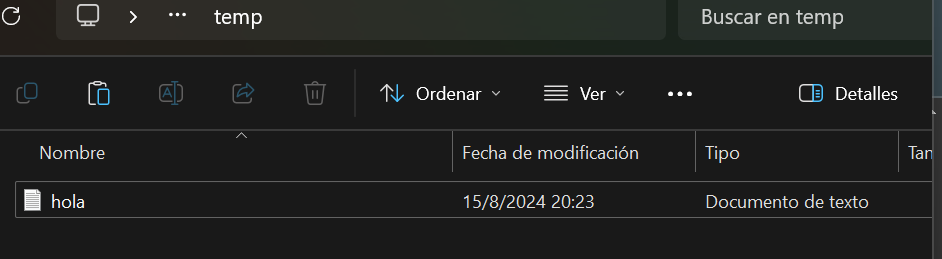 temp
Buscar en temp
Ordenar
Ver
Detalles
Nombre
Fecha de modificación
Tipo
hola
15/8/2024 20:23
Documento de texto